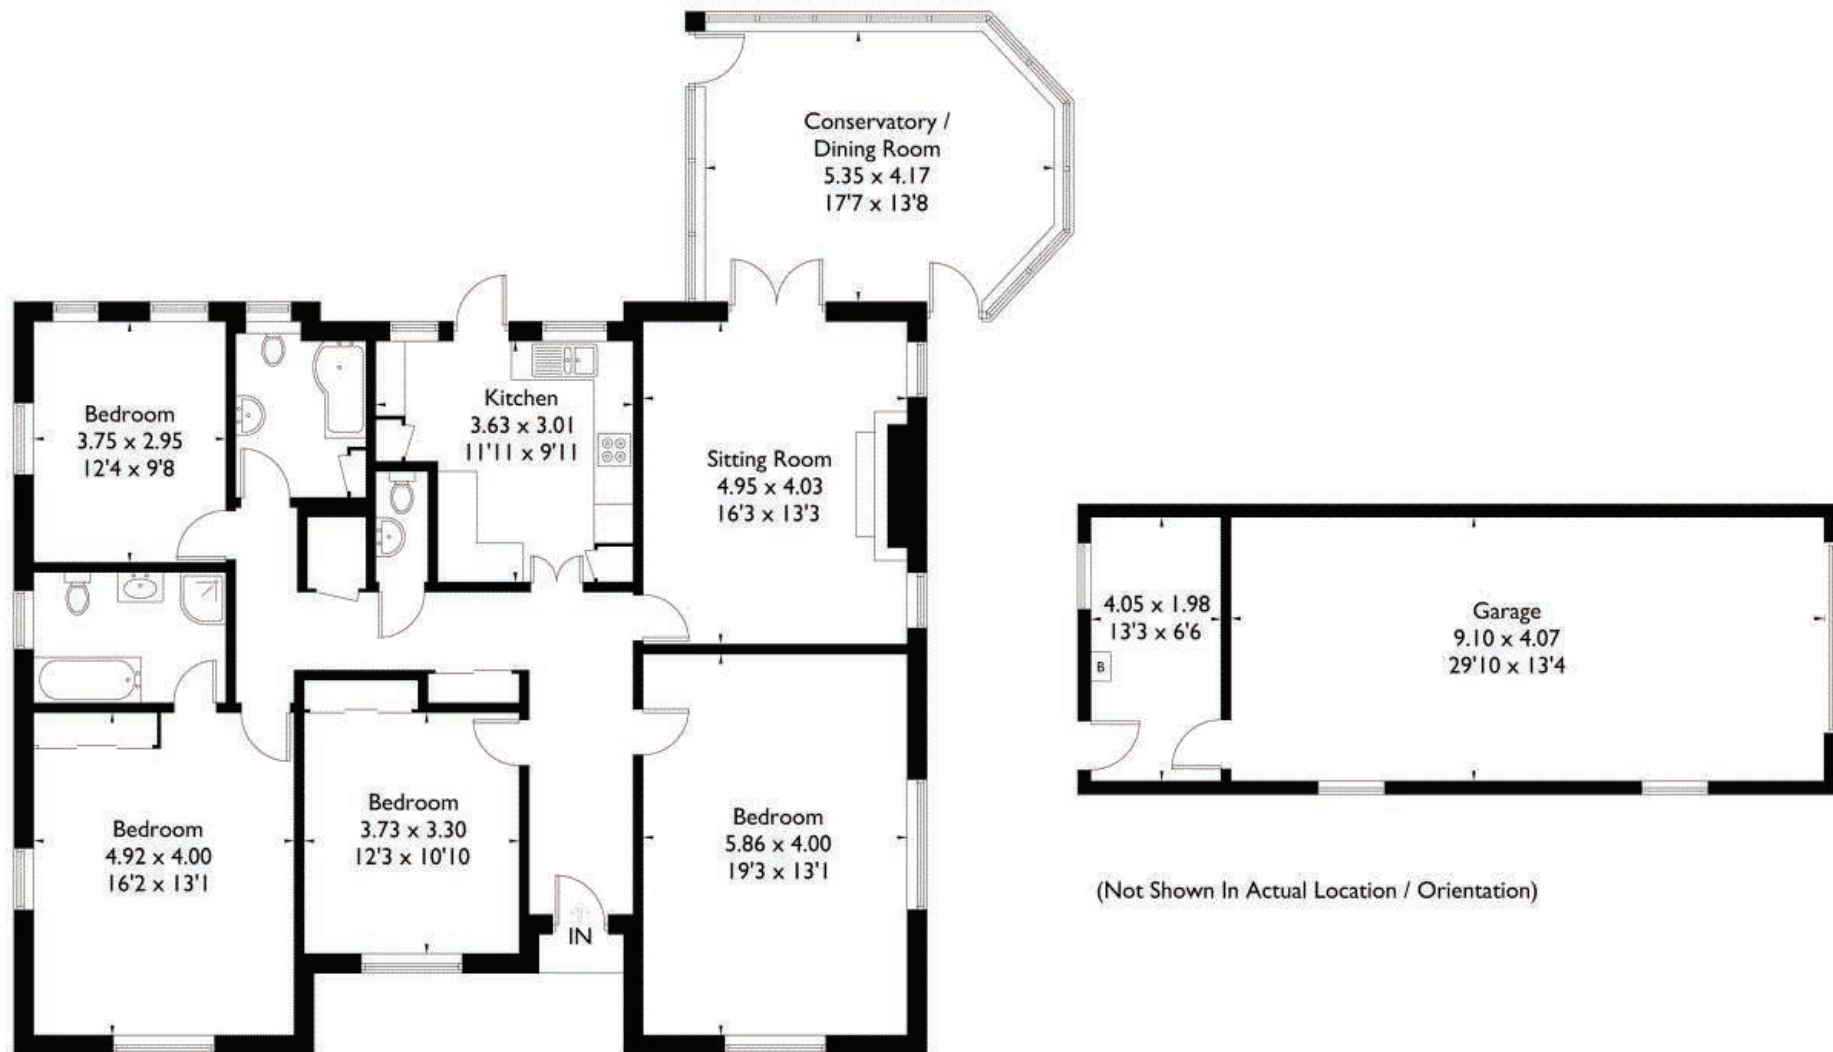 Conservatory /
Dining Room
5.35 x 4.17
17'7 x 13'8
Bedroom
3.75 x 2.95
12'4 x 9'8
Kitchen
3.63 x 3.01
11'11 x 9'11
Sitting Room
4.95 x 4.03
16'3 x 13'3
4.05 x 1.98
13'3 x 6'6
B
Garage
9.10 x 4.07
29'10 x 13'4
Bedroom
4.92 x 4.00
16'2 x 13'1
Bedroom
3.73 x 3.30
12'3 x 10'10
Bedroom
5.86 x 4.00
19'3 x 13'1
IN
(Not Shown In Actual Location / Orientation)